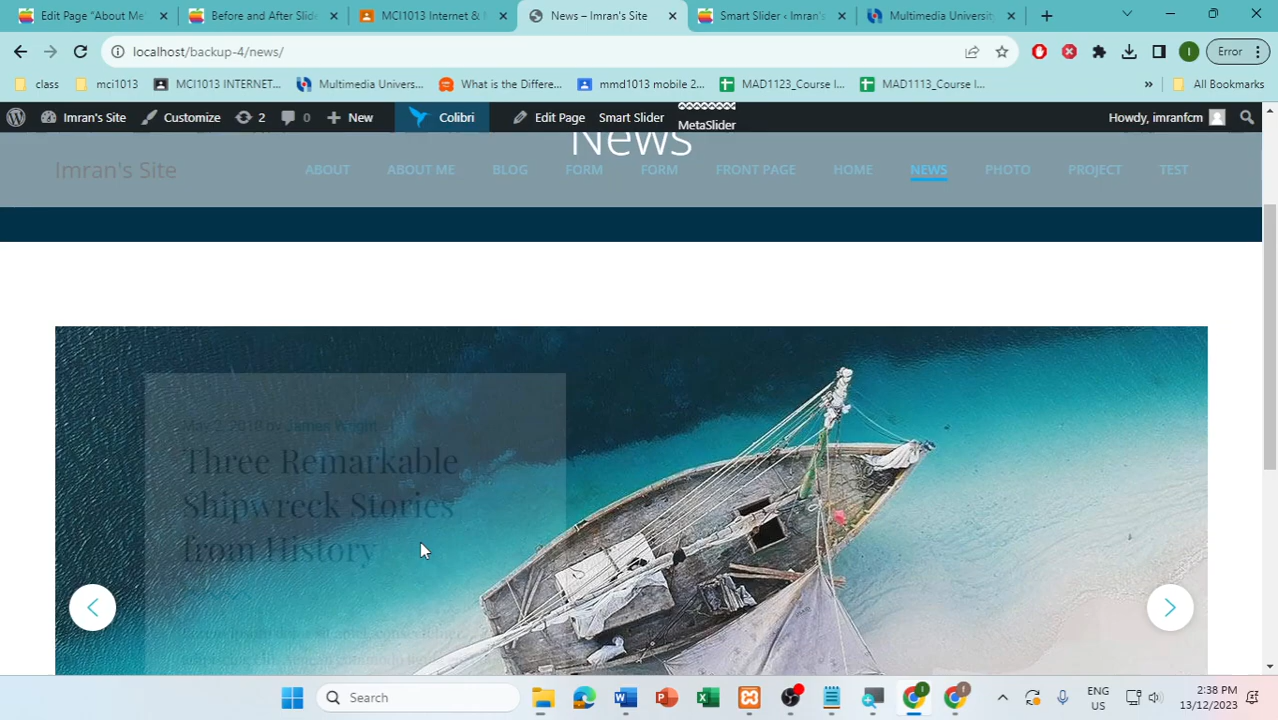 Edit Page "About Me"
Before and After Slide
MCI1013 Internet & M
News – Imran's Site
Smart Slider ‹ Imran's
Multimedia University
localhost/backup-4/news/
Error
class
mci1013
MCI1013 INTERNET...
Multimedia Univers...
What is the Differe...
mmd1013 mobile 2...
MAD1123_Course I...
MAD1113_Course I...
All Bookmarks
Imran's Site
Customize
2
0
New
Colibri
Edit Page
Smart Slider
MetaSlider
Howdy, imranfcm
News
Imran's Site
ABOUT
ABOUT ME
BLOG
FORM
FORM
FRONT PAGE
HOME
NEWS
PHOTO
PROJECT
TEST
May 2, 2018 by James Wright
Three Remarkable
Shipwreck Stories
from History
Search
ENG
US
2:38 PM
13/12/2023